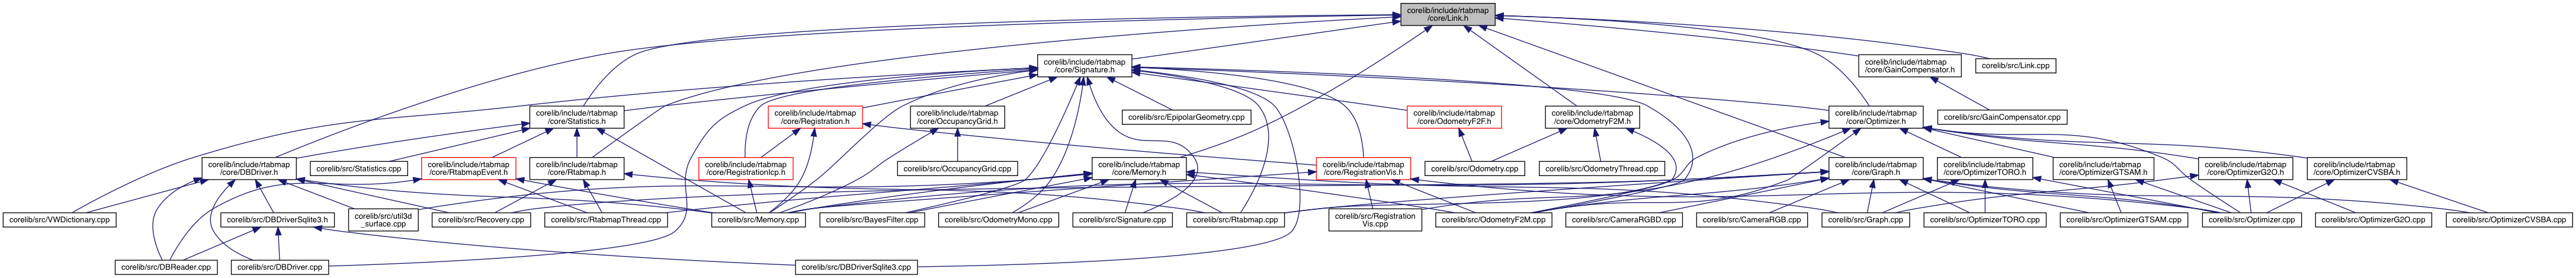 corelib/include/rtabmap
/core/Link.h
corelib/include/rtabmap
/core/Signature.h
corelib/include/rtabmap
/core/GainCompensator.h
corelib/src/Link.cpp
corelib/include/rtabmap
/core/Statistics.h
corelib/include/rtabmap
/core/Registration.h
corelib/include/rtabmap
/core/OccupancyGrid.h
corelib/src/EpipolarGeometry.cpp
corelib/include/rtabmap
/core/OdometryF2F.h
corelib/include/rtabmap
/core/OdometryF2M.h
corelib/include/rtabmap
/core/Optimizer.h
corelib/src/GainCompensator.cpp
corelib/include/rtabmap
/core/DBDriver.h
corelib/src/Statistics.cpp
corelib/include/rtabmap
/core/RtabmapEvent.h
corelib/include/rtabmap
/core/Rtabmap.h
corelib/include/rtabmap
/core/RegistrationIcp.h
corelib/src/OccupancyGrid.cpp
corelib/include/rtabmap
/core/Memory.h
corelib/include/rtabmap
/core/RegistrationVis.h
corelib/src/Odometry.cpp
corelib/src/OdometryThread.cpp
corelib/include/rtabmap
/core/Graph.h
corelib/include/rtabmap
/core/OptimizerTORO.h
corelib/include/rtabmap
/core/OptimizerGTSAM.h
corelib/include/rtabmap
/core/OptimizerG2O.h
corelib/include/rtabmap
/core/OptimizerCVSBA.h
corelib/src/VWDictionary.cpp
corelib/src/DBDriverSqlite3.h
corelib/src/util3d
_surface.cpp
corelib/src/Recovery.cpp
corelib/src/RtabmapThread.cpp
corelib/src/Memory.cpp
corelib/src/BayesFilter.cpp
corelib/src/OdometryMono.cpp
corelib/src/Signature.cpp
corelib/src/Rtabmap.cpp
corelib/src/Registration
Vis.cpp
corelib/src/OdometryF2M.cpp
corelib/src/CameraRGBD.cpp
corelib/src/CameraRGB.cpp
corelib/src/Graph.cpp
corelib/src/OptimizerTORO.cpp
corelib/src/OptimizerGTSAM.cpp
corelib/src/Optimizer.cpp
corelib/src/OptimizerG2O.cpp
corelib/src/OptimizerCVSBA.cpp
corelib/src/DBReader.cpp
corelib/src/DBDriver.cpp
corelib/src/DBDriverSqlite3.cpp